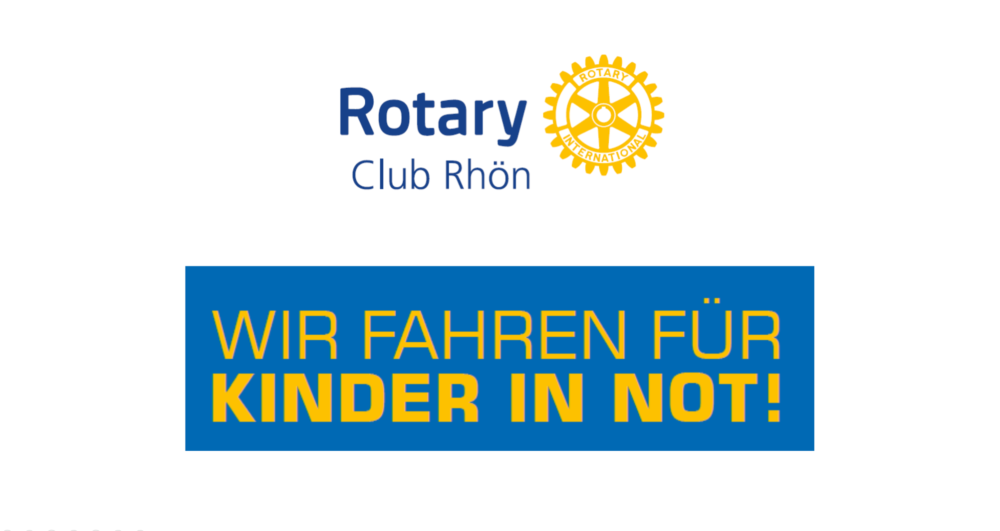 Rotary
Club Rhön
ROTARY
INTERNATIONAL
WIR FAHREN FÜR
KINDER IN NOT!